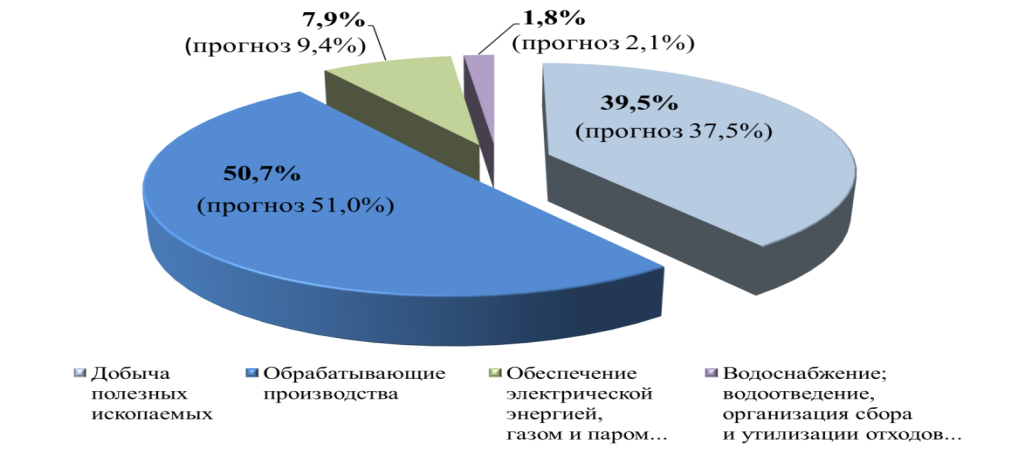 7,9%
(прогноз 9,4%)
1,8%
(прогноз 2,1%)
39,5%
(прогноз 37,5%)
50,7%
(прогноз 51,0%)
Добыча
полезных
ископаемых
Обрабатывающие
производства
Обеспечение
электрической
энергией,
газом и паром...
Водоснабжение;
водоотведение,
организация сбора
и утилизации отходов...